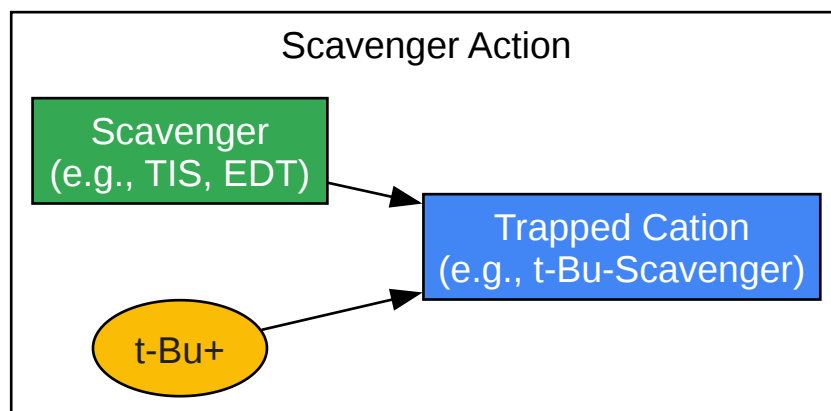 Scavenger Action
Scavenger
(e.g., TIS, EDT)
Trapped Cation
(e.g., t-Bu-Scavenger)
t-Bu+